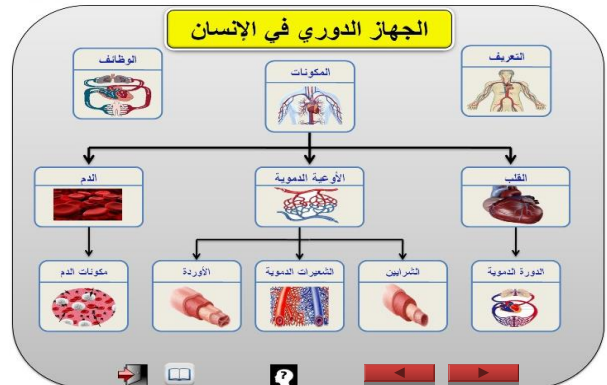 الجهاز الدوري في الإنسان
التعريف
المكونات
الوظائف
القلب
الأوعية الدموية
الدم
الدورة الدموية
الشرايين
الشعيرات الدموية
الأوردة
مكونات الدم
?